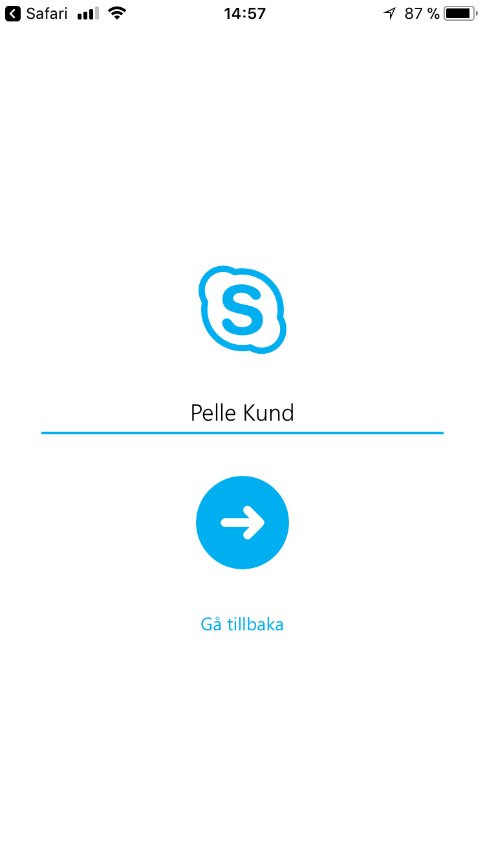 Safari 14:57 87 %
S
Pelle Kund
Gå tillbaka